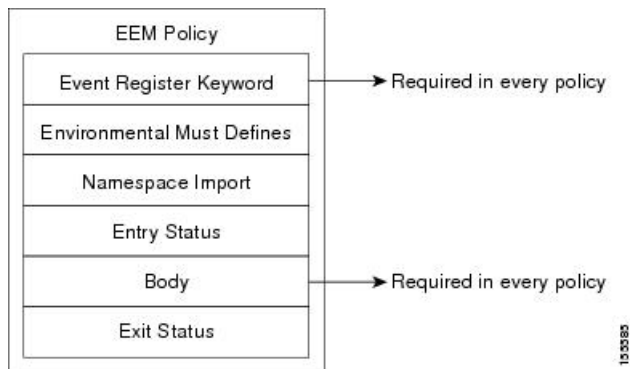 EEM Policy
Event Register Keyword
Required in every policy
Environmental Must Defines
Namespace Import
Entry Status
Body
Required in every policy
Exit Status
155585